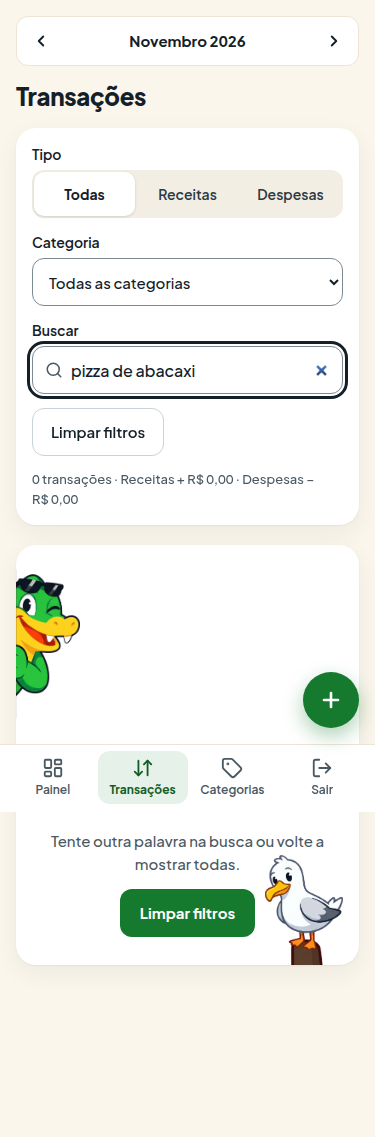 Novembro 2026
Transações
Tipo
Todas
Receitas
Despesas
Categoria
Todas as categorias
Buscar
pizza de abacaxi
Limpar filtros
0 transações · Receitas + R$ 0,00 · Despesas –
R$ 0,00
Painel
Transações
Categorias
Sair
Tente outra palavra na busca ou volte a
mostrar todas.
Limpar filtros